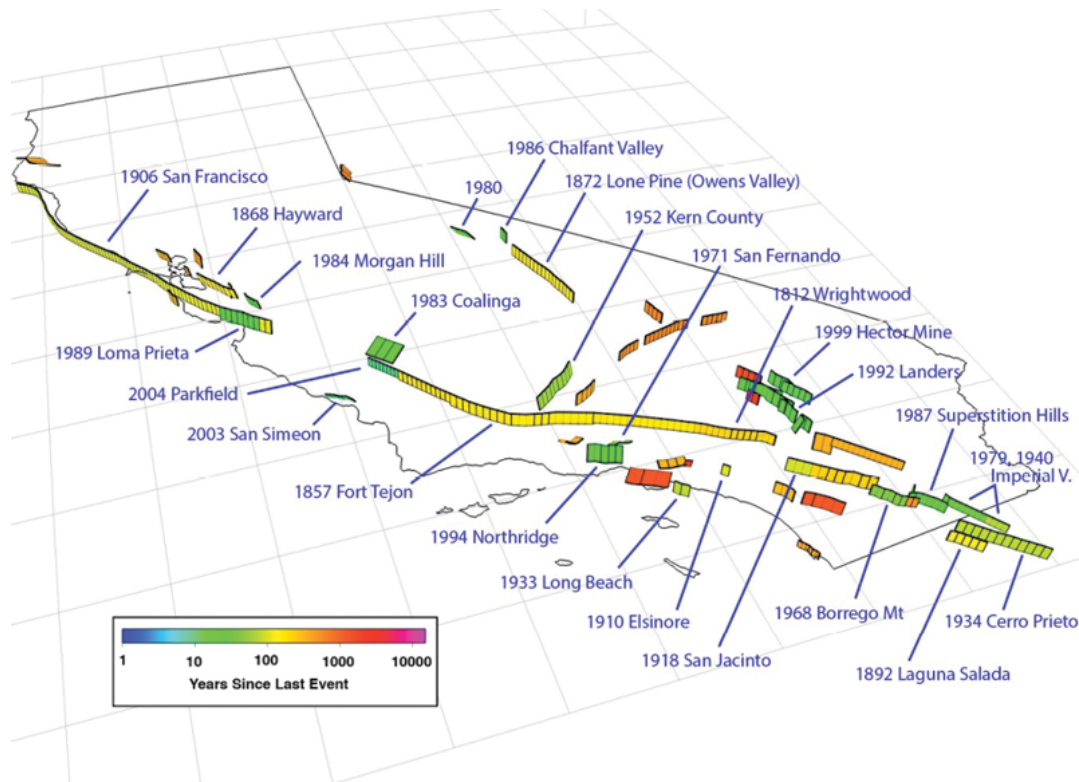 1986 Chalfant Valley
1906 San Francisco
1980
1872 Lone Pine (Owens Valley)
1868 Hayward
1952 Kern County
1984 Morgan Hill
1971 San Fernando
1983 Coalinga
1812 Wrightwood
1999 Hector Mine
1989 Loma Prieta
1992 Landers
2004 Parkfield
1987 Superstition Hills
2003 San Simeon
1979, 1940
Imperial V.
1857 Fort Tejon
1994 Northridge
1933 Long Beach
1910 Elsinore
1968 Borrego Mt
1934 Cerro Prieto
1918 San Jacinto
1892 Laguna Salada
1 10 100 1000 10000
Years Since Last Event